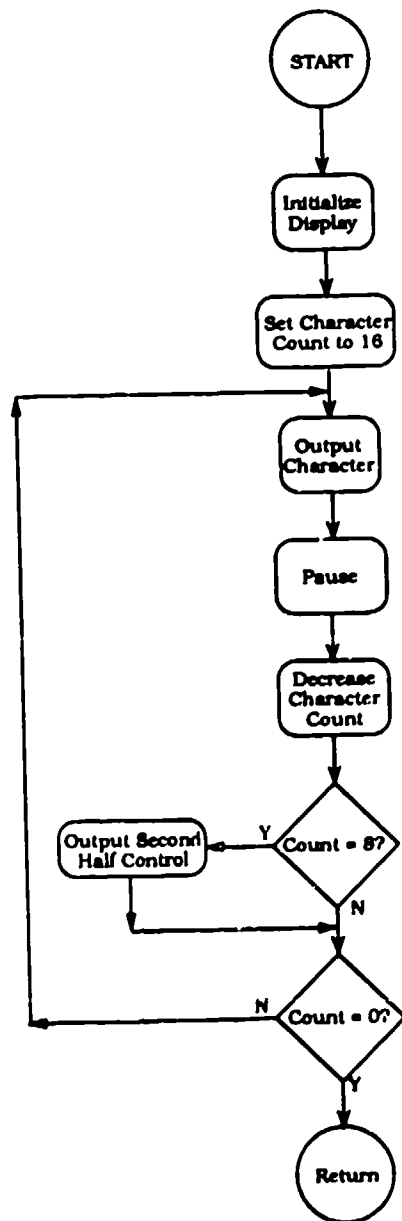 START
Initialize
Display
Set Character
Count to 16
Output
Character
Pause
Decrease
Character
Count
Y
Count = 8?
Output Second
Half Control
N
N
Count = 0?
Y
Return